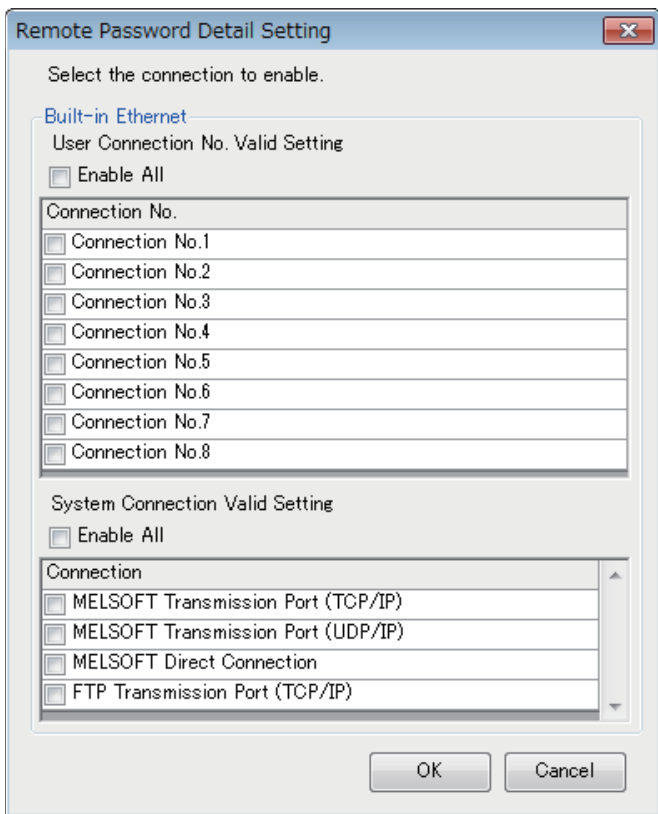 Remote Password Detail Setting
Select the connection to enable.
Built-in Ethernet
User Connection No. Valid Setting
Enable All
Connection No.
Connection No.1
Connection No.2
Connection No.3
Connection No.4
Connection No.5
Connection No.6
Connection No.7
Connection No.8
System Connection Valid Setting
Enable All
Connection
MELSOFT Transmission Port (TCP/IP)
MELSOFT Transmission Port (UDP/IP)
MELSOFT Direct Connection
FTP Transmission Port (TCP/IP)
OK Cancel